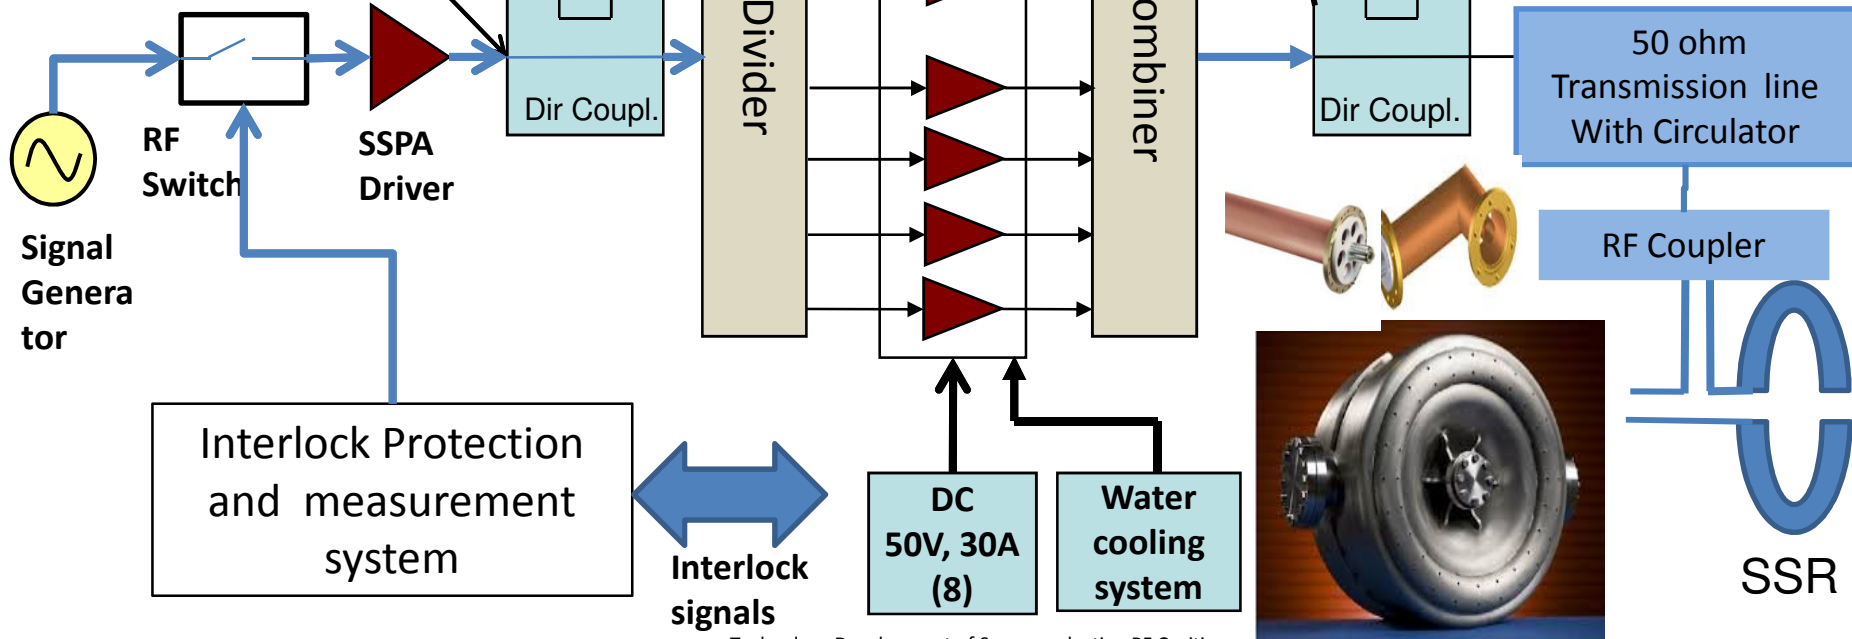 Divider
ombiner
50 ohm
Transmission line
With Circulator
Dir Coupl.
Dir Coupl.
RF
Switch
SSPA
Driver
Signal
Genera
tor
RF Coupler
Interlock Protection
and measurement
system
Interlock
signals
DC
50V, 30A
(8)
Water
cooling
system
SSR